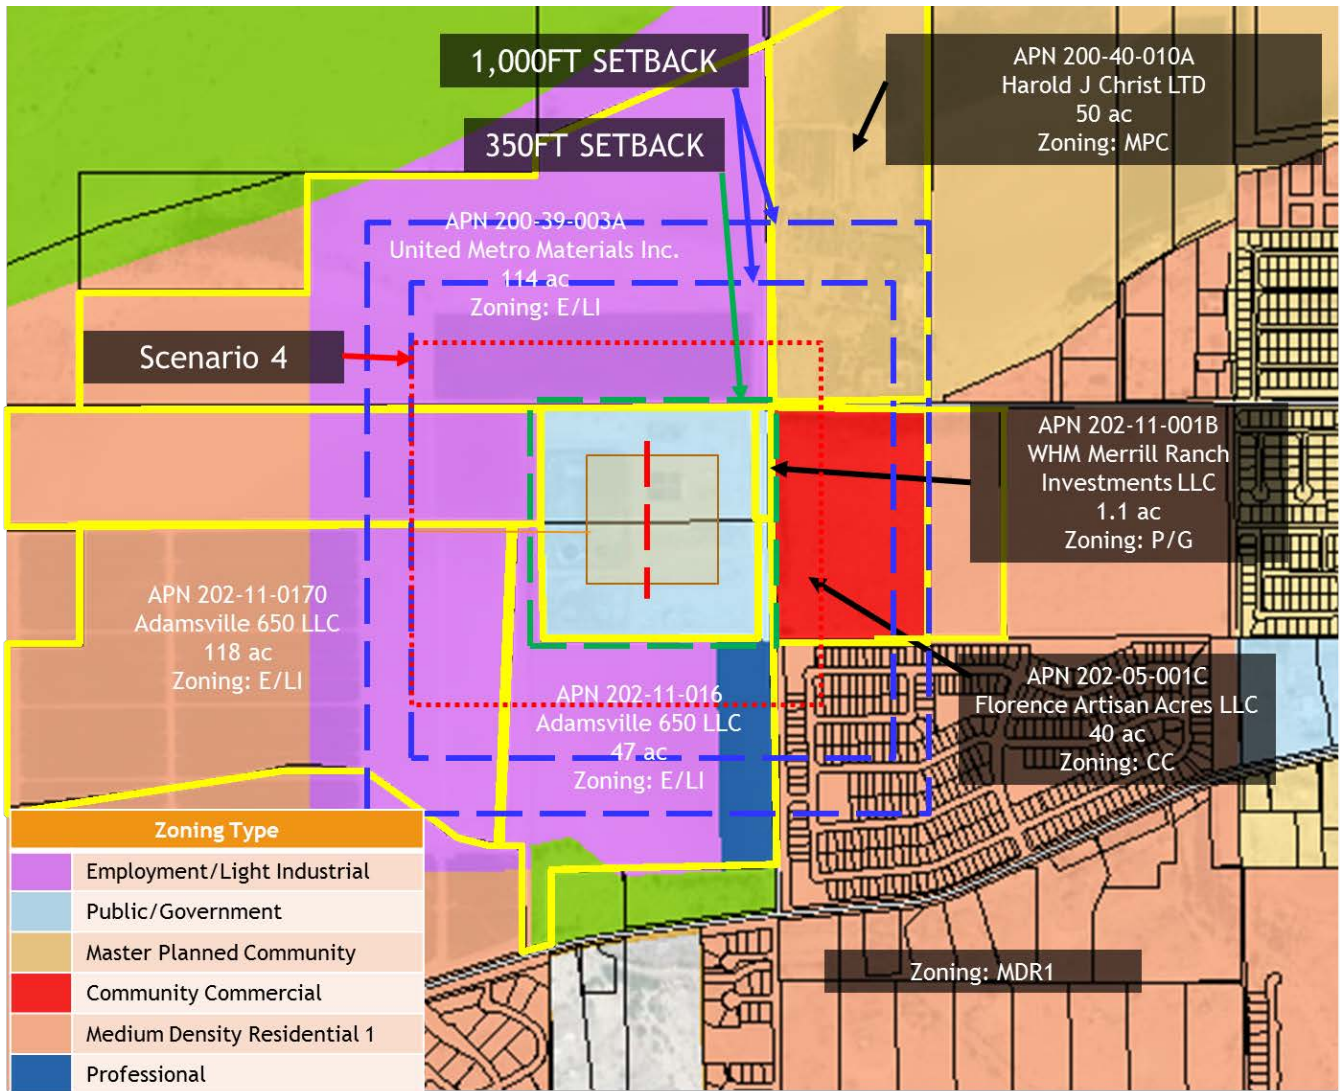 1,000FT SETBACK
350FT SETBACK
APN 200-40-010A
Harold J Christ LTD
50 ac
Zoning: MPC
APN 200-39-003A
United Metro Materials Inc.
114 ac
Zoning: E/LI
Scenario 4
APN 202-11-001B
WHM Merrill Ranch
Investments LLC
1.1 ac
Zoning: P/G
APN 202-11-0170
Adamsville 650 LLC
118 ac
Zoning: E/LI
APN 202-11-016
Adamsville 650 LLC
47 ac
Zoning: E/LI
APN 202-05-001C
Florence Artisan Acres LLC
40 ac
Zoning: CC
Zoning: MDR1
Zoning Type
Employment/Light Industrial
Public/Government
Master Planned Community
Community Commercial
Medium Density Residential 1
Professional